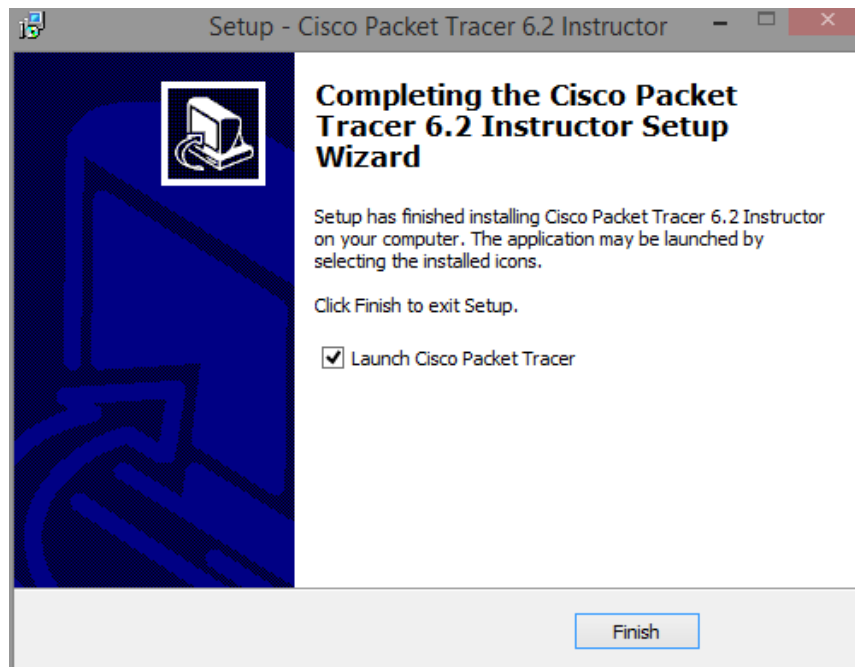 Setup - Cisco Packet Tracer 6.2 Instructor
Completing the Cisco Packet
Tracer 6.2 Instructor Setup
Wizard
Setup has finished installing Cisco Packet Tracer 6.2 Instructor
on your computer. The application may be launched by
selecting the installed icons.
Click Finish to exit Setup.
Launch Cisco Packet Tracer
Finish